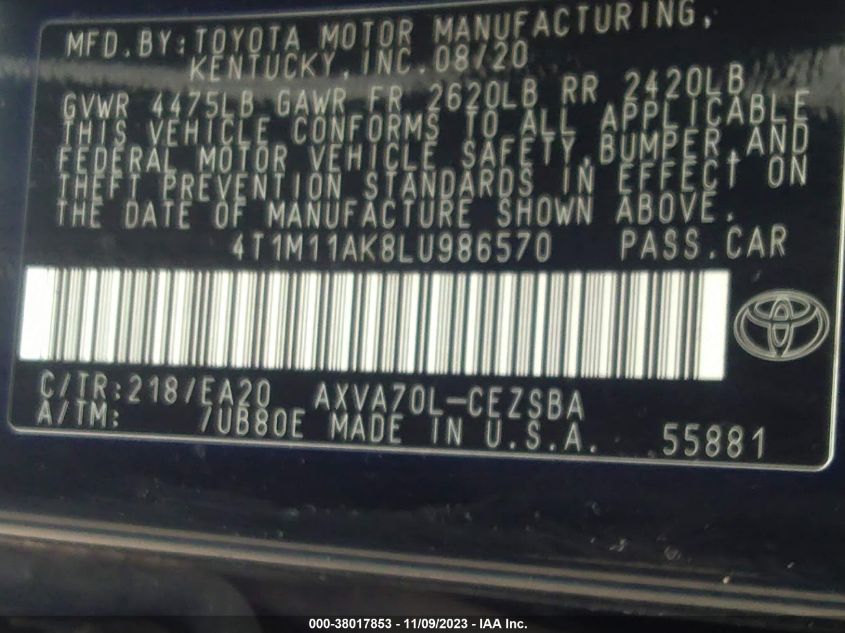 MFD.BY:TOYOTA MOTOR MANUFACTURING,
KENTUCKY,INC.08/20
GVWR 4475LB GAWR FR 2620LB RR 2420LB
THIS VEHICLE CONFORMS TO ALL APPLICABLE
FEDERAL MOTOR VEHICLE SAFETY,BUMPER,AND
THEFT PREVENTION STANDARDS IN EFFECT ON
THE DATE OF MANUFACTURE SHOWN ABOVE.
4T1M11AK8LU986570 PASS.CAR
C/TR:218/EA20 AXVA70L-CEZSBA
A/TM: /UB80E MADE IN U.S.A. 55881
000-38017853 - 11/09/2023 - IAA Inc.